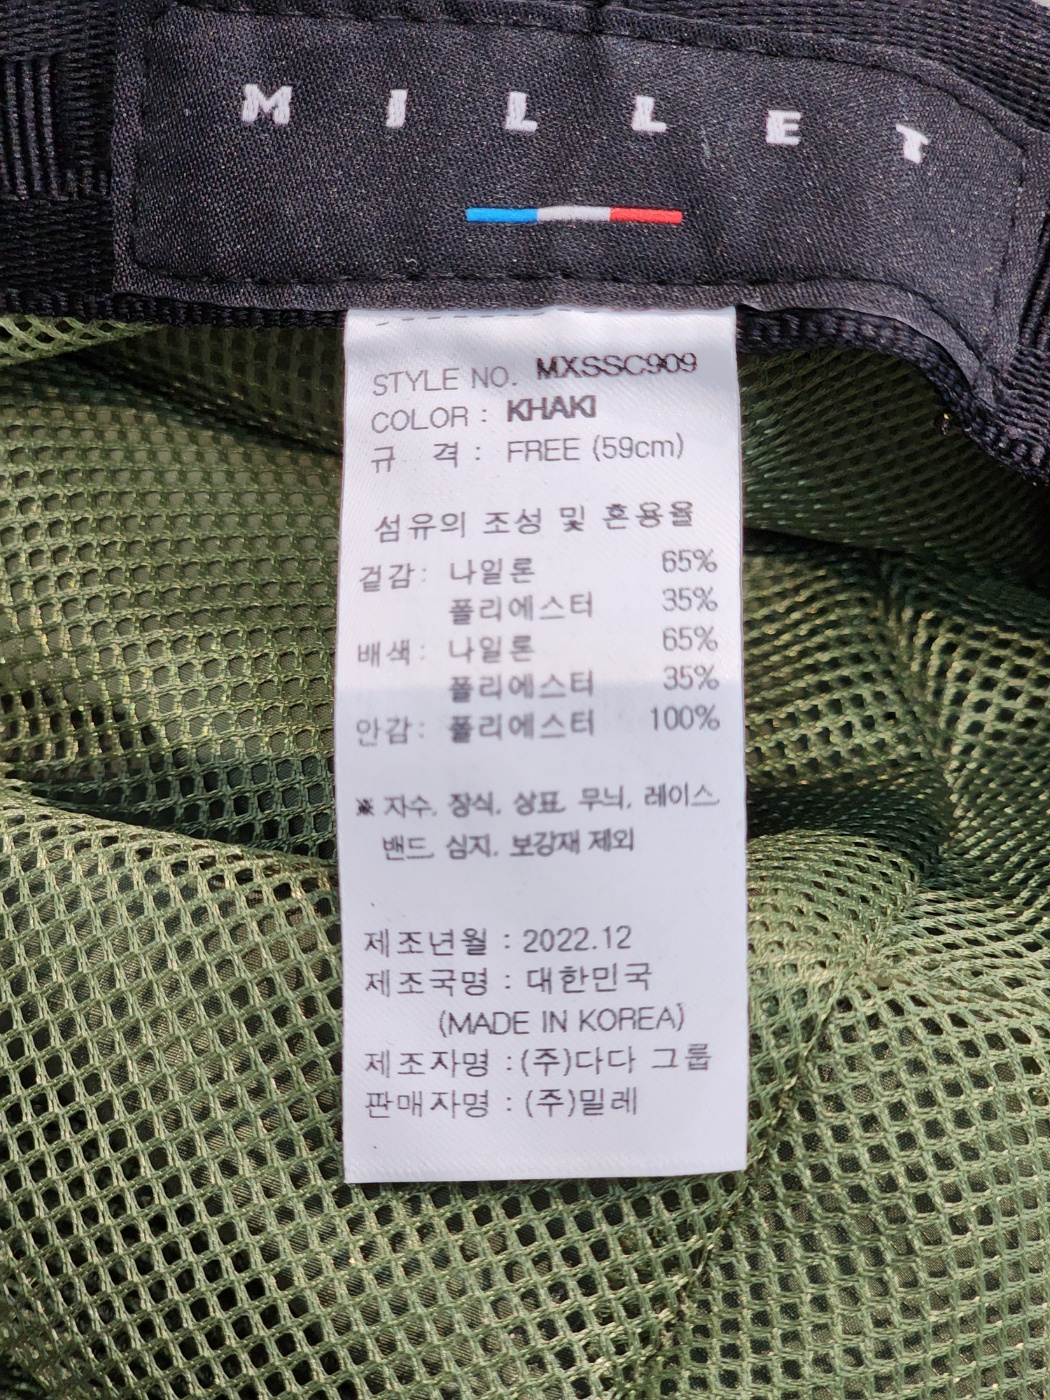 MILLET
STYLE NO. MXSSC909
COLOR : KHAKI
규 격 : FREE (59cm)
섬유의 조성 및 혼용율
겉감 : 나일론 65%
폴리에스터 35%
배색 : 나일론 65%
폴리에스터 35%
안감 : 폴리에스터 100%
※ 자수, 장식, 상표, 무늬, 레이스,
밴드, 심지, 보강재 제외
제조년월 : 2022.12
제조국명 : 대한민국
(MADE IN KOREA)
제조자명 : (주)다다 그룹
판매자명 : (주)밀레